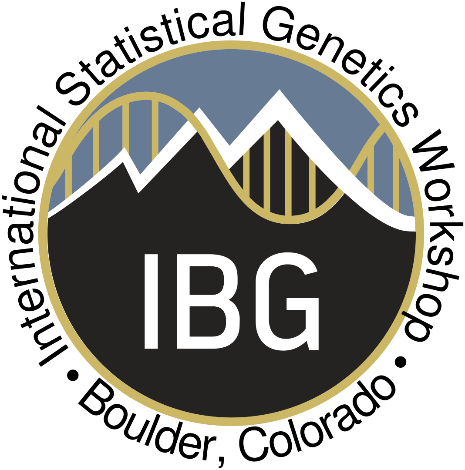 International Statistical Genetics Workshop
IBG
• Boulder, Colorado •